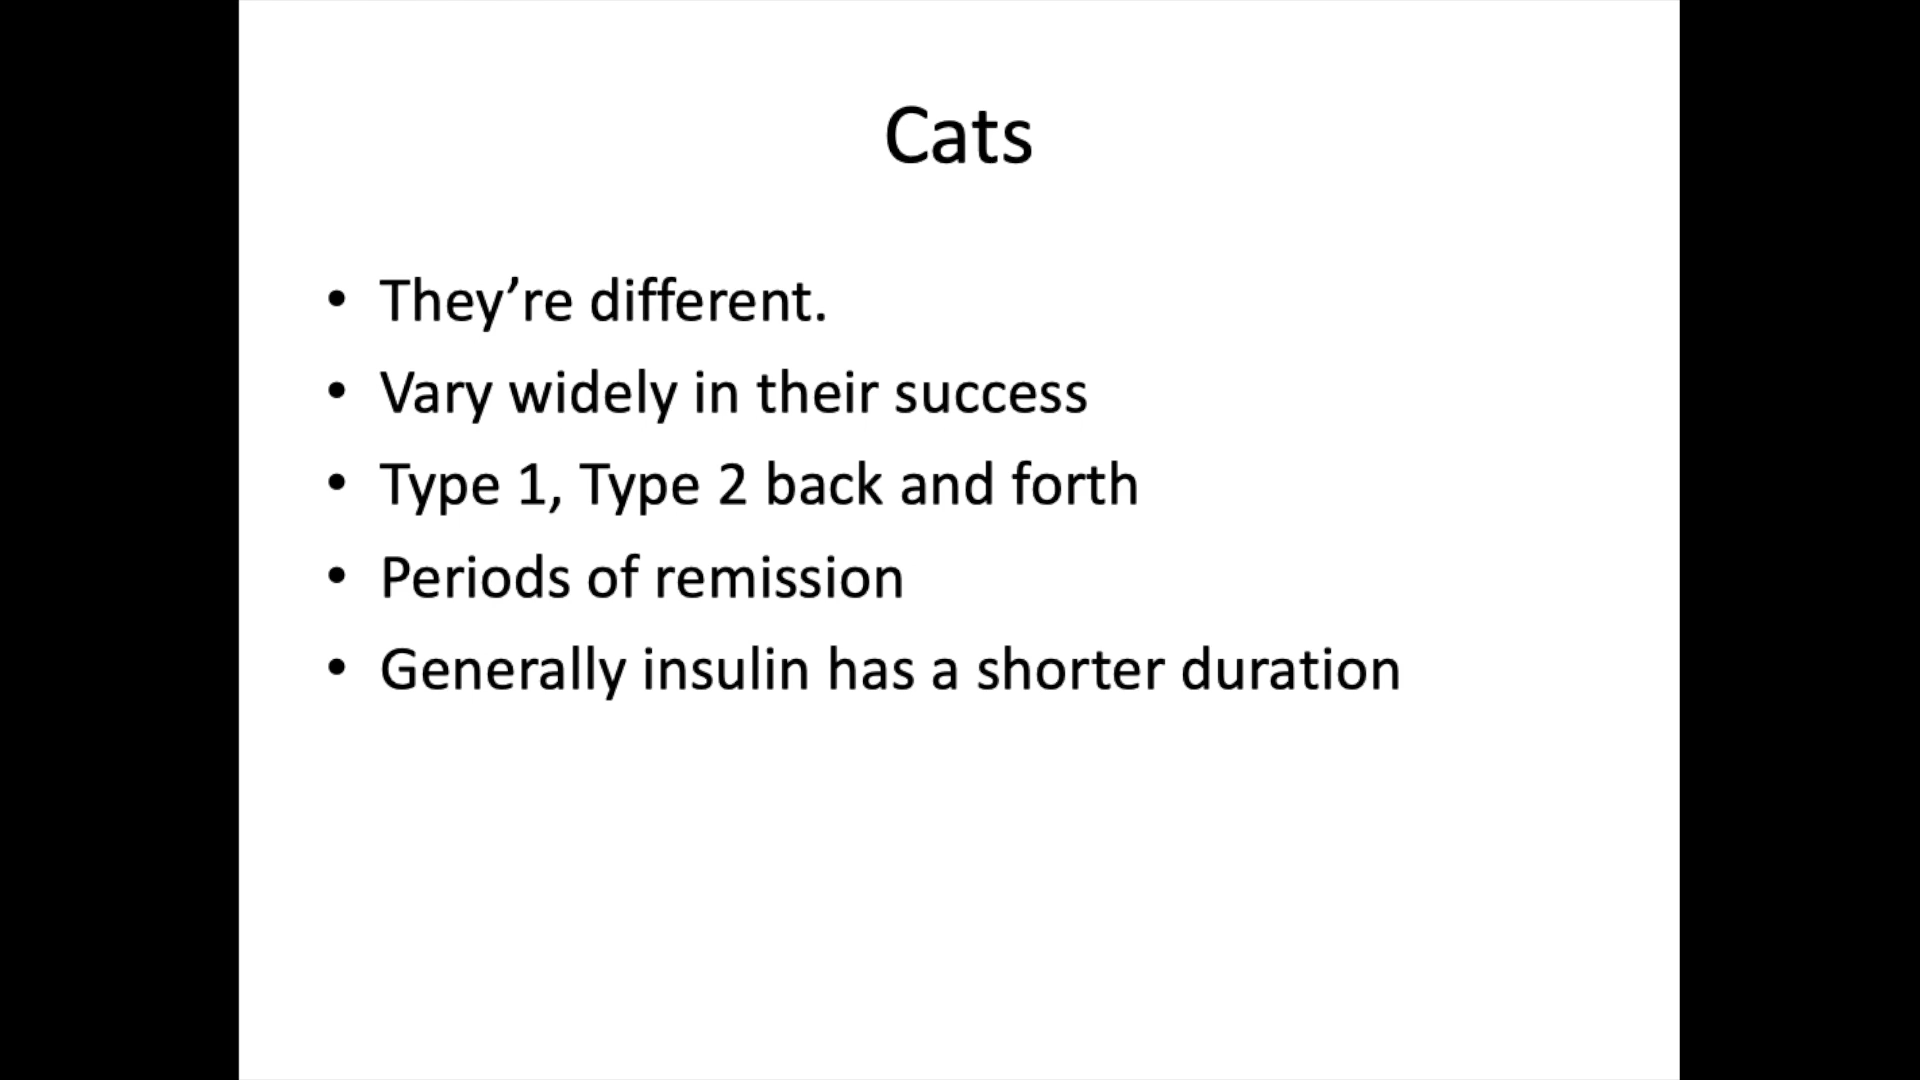 Cats
• They’re different.
• Vary widely in their success
• Type 1, Type 2 back and forth
• Periods of remission
• Generally insulin has a shorter duration